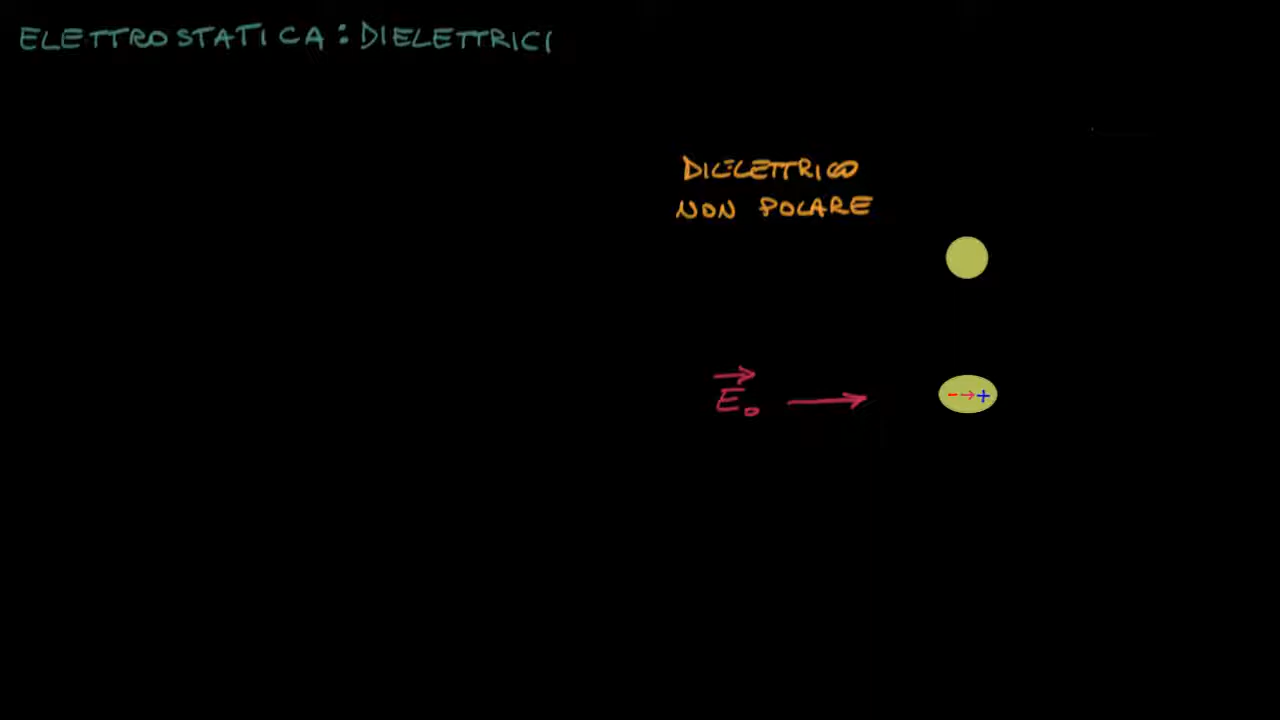 ELETTROSTATICA: DIELETTRICI
DIELETTRICO
NON POLARE
E₀
- → +